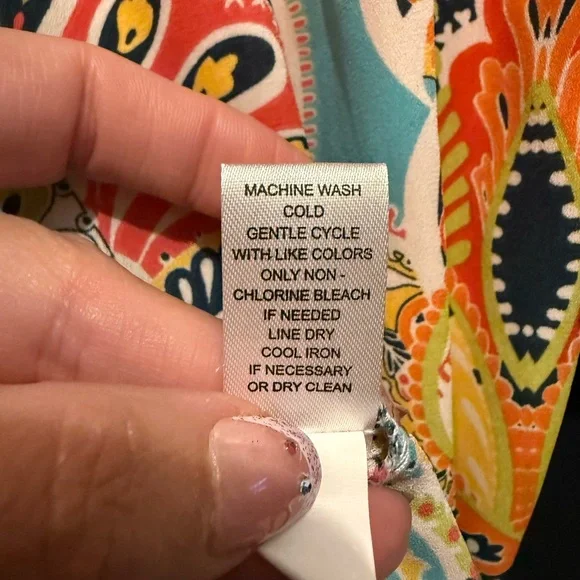 MACHINE WASH
COLD
GENTLE CYCLE
WITH LIKE COLORS
ONLY NON -
CHLORINE BLEACH
IF NEEDED
LINE DRY
COOL IRON
IF NECESSARY
OR DRY CLEAN